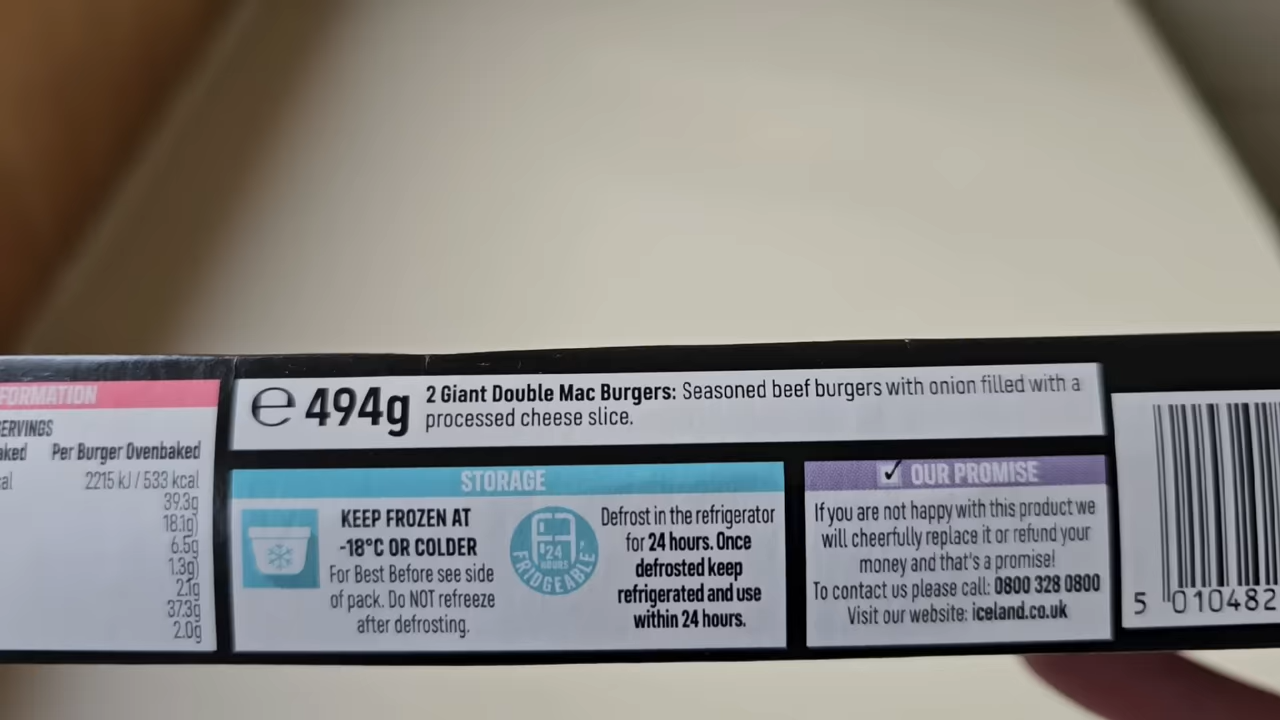 FORMATION
ERVINGS
aked Per Burger Ovenbaked
al 2215 kJ / 533 kcal
39.3g
18.1g)
6.5g
1.3g)
2.1g
37.3g
2.0g
e 494g
2 Giant Double Mac Burgers: Seasoned beef burgers with onion filled with a
processed cheese slice.
STORAGE
KEEP FROZEN AT
-18°C OR COLDER
For Best Before see side
of pack. Do NOT refreeze
after defrosting.
24
HOURS
FRIDGEABLE
Defrost in the refrigerator
for 24 hours. Once
defrosted keep
refrigerated and use
within 24 hours.
✓ OUR PROMISE
If you are not happy with this product we
will cheerfully replace it or refund your
money and that's a promise!
To contact us please call: 0800 328 0800
Visit our website: iceland.co.uk
5 010482